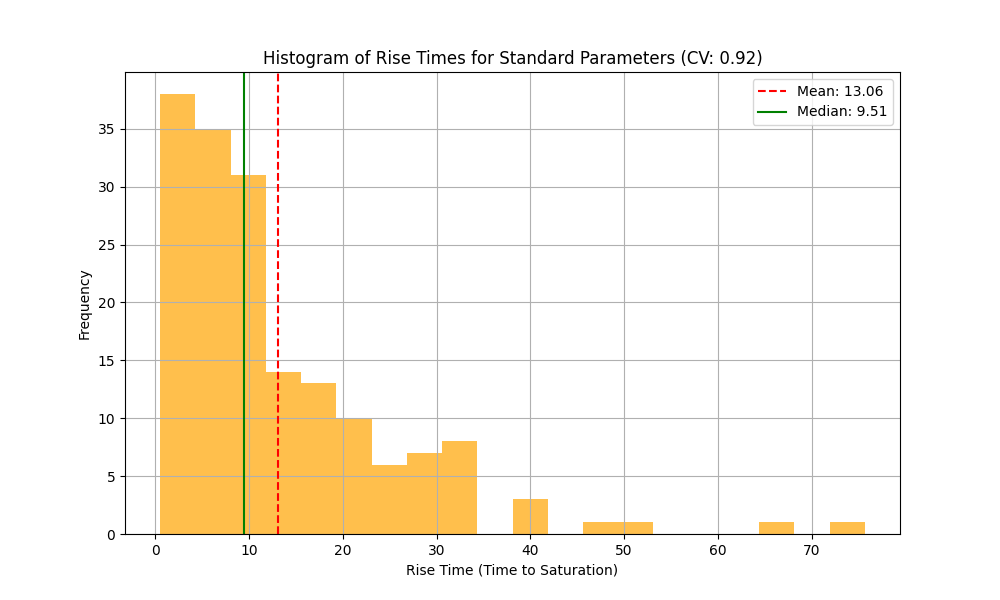 Histogram of Rise Times for Standard Parameters (CV: 0.92)
Mean: 13.06
Median: 9.51
Frequency
35
30
25
20
15
10
5
0
0 10 20 30 40 50 60 70
Rise Time (Time to Saturation)